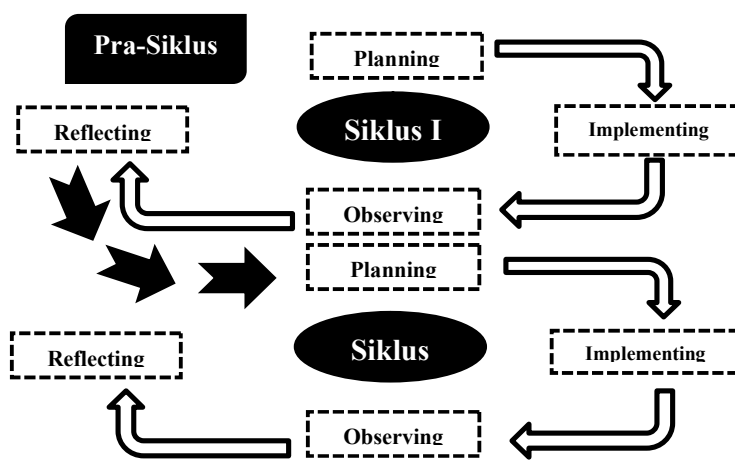 Pra-Siklus
Planning
Reflecting
Siklus I
Implementing
Observing
Planning
Siklus
Reflecting
Implementing
Observing